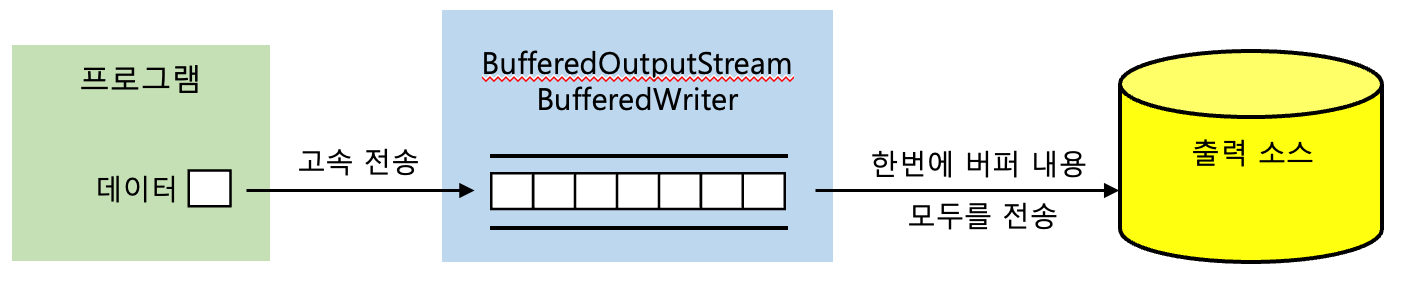 프로그램
데이터
고속 전송
BufferedOutputStream
BufferedWriter
한번에 버퍼 내용
모두를 전송
출력 소스